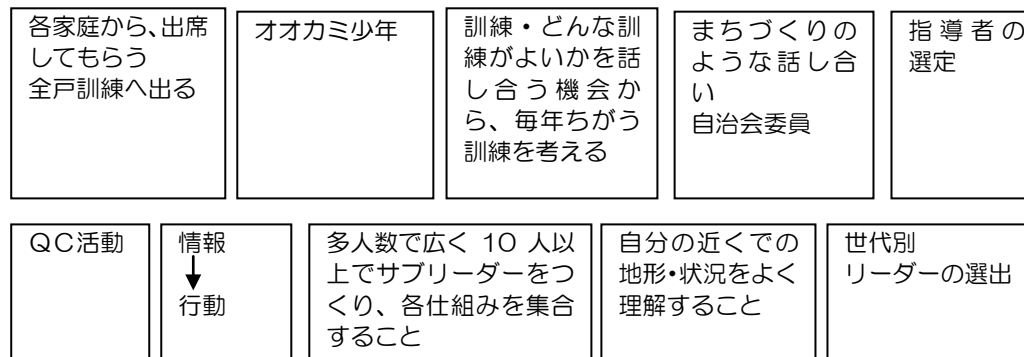 各家庭から、出席
してもらう
全戸訓練へ出る
オオカミ少年
訓練・どんな訓
練がよいかを話
し合う機会か
ら、毎年ちがう
訓練を考える
まちづくりの
ような話し合
い
自治会委員
指導者の
選定
QC活動
情報
行動
多人数で広く 10 人以
上でサブリーダーをつ
くり、各仕組みを集合
すること
自分の近くでの
地形・状況をよく
理解すること
世代別
リーダーの選出